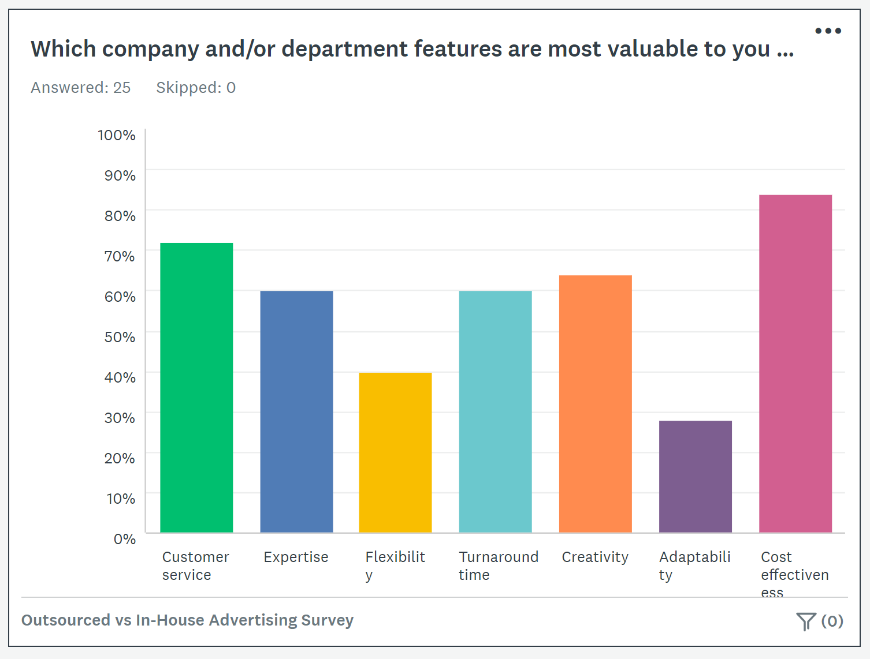 Which company and/or department features are most valuable to you ...
Answered: 25 Skipped: 0
100%
90%
80%
70%
60%
50%
40%
30%
20%
10%
0%
Customer
service
Expertise
Flexibilit
y
Turnaround
time
Creativity
Adaptabili
ty
Cost
effectiven
ess
Outsourced vs In-House Advertising Survey
(0)